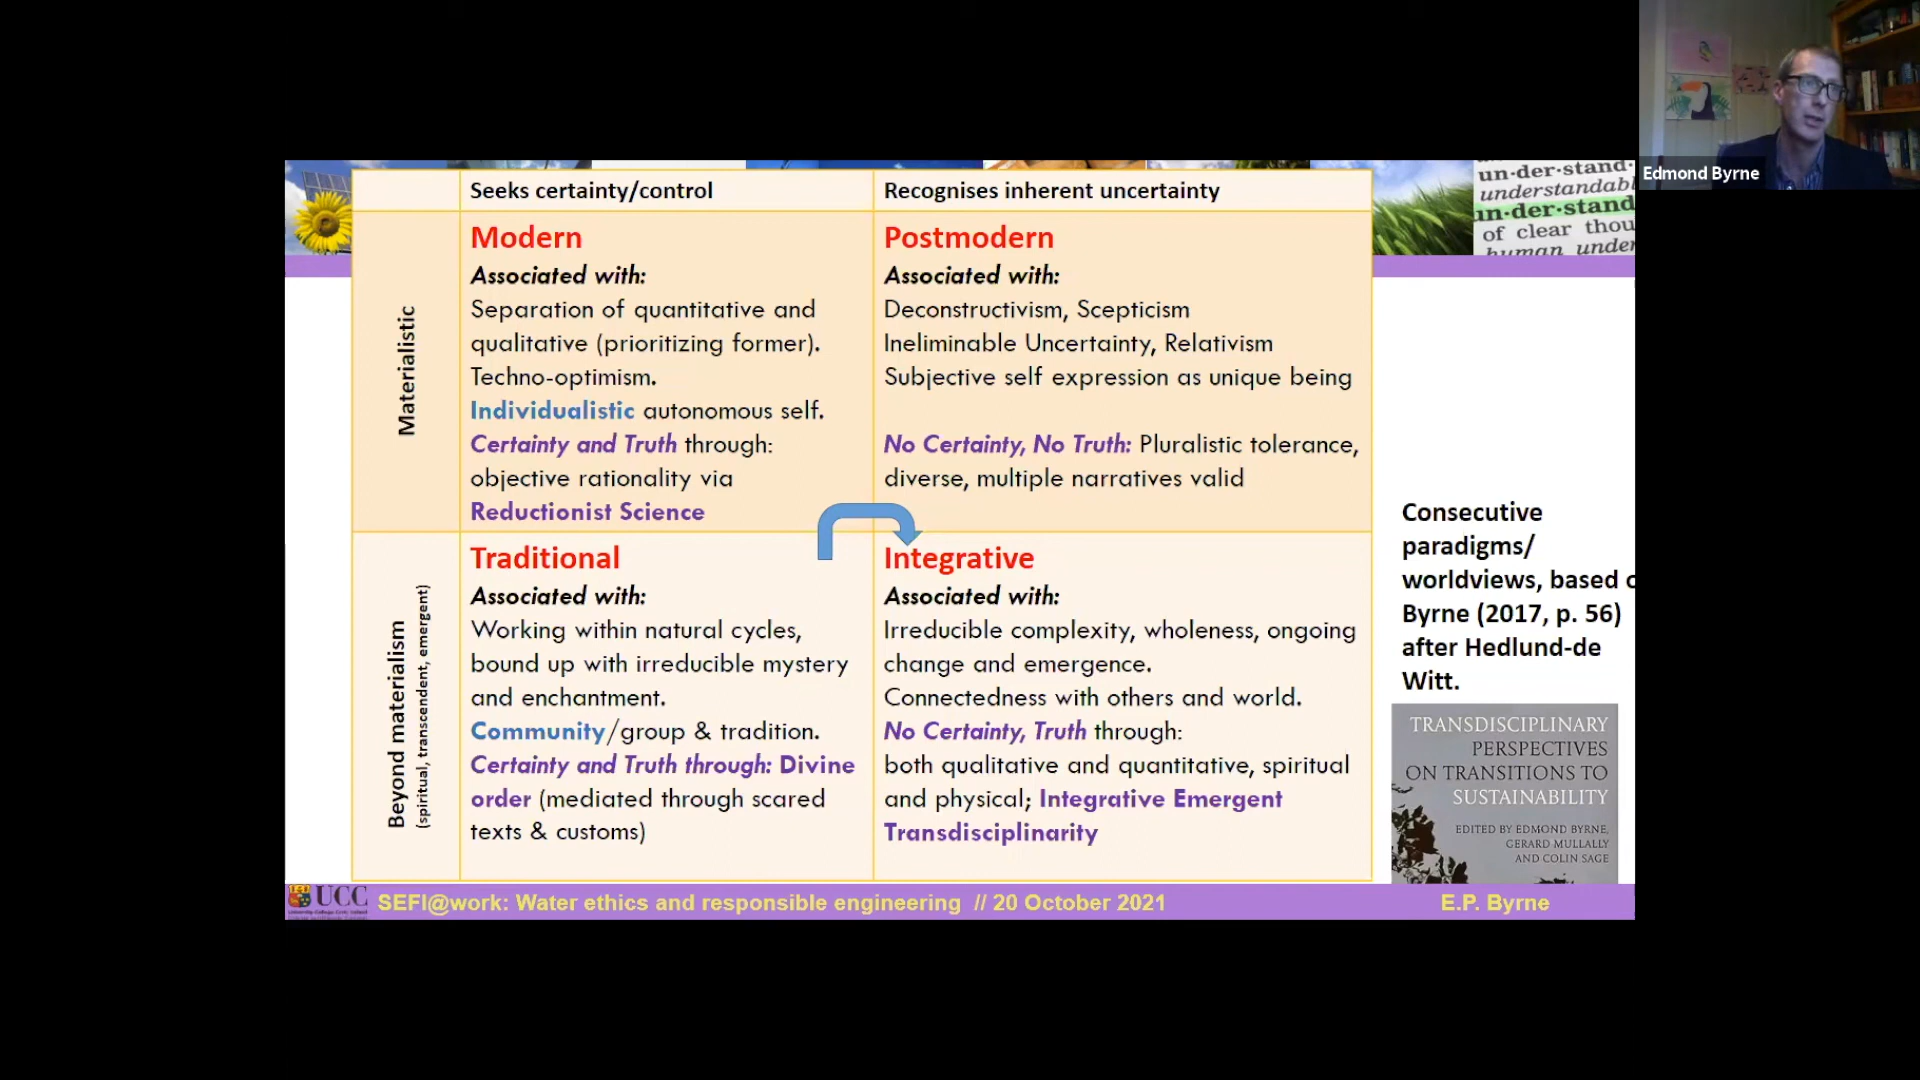 Edmond Byrne
un·der·stand·
understandabl
un·der·stand
of clear thou
human under
Seeks certainty/control
Recognises inherent uncertainty
Materialistic
Modern
Associated with:
Separation of quantitative and
qualitative (prioritizing former).
Techno-optimism.
Individualistic autonomous self.
Certainty and Truth through:
objective rationality via
Reductionist Science
Postmodern
Associated with:
Deconstructivism, Scepticism
Ineliminable Uncertainty, Relativism
Subjective self expression as unique being
No Certainty, No Truth: Pluralistic tolerance,
diverse, multiple narratives valid
Beyond materialism
(spiritual, transcendent, emergent)
Traditional
Associated with:
Working within natural cycles,
bound up with irreducible mystery
and enchantment.
Community/group & tradition.
Certainty and Truth through: Divine
order (mediated through scared
texts & customs)
Integrative
Associated with:
Irreducible complexity, wholeness, ongoing
change and emergence.
Connectedness with others and world.
No Certainty, Truth through:
both qualitative and quantitative, spiritual
and physical; Integrative Emergent
Transdisciplinarity
Consecutive
paradigms/
worldviews, based o
Byrne (2017, p. 56)
after Hedlund-de
Witt.
TRANSDISCIPLINARY
PERSPECTIVES
ON TRANSITIONS TO
SUSTAINABILITY
EDITED BY EDMOND BYRNE,
GERARD MULLALLY
AND COLIN SAGE
UCC
SEFI@work: Water ethics and responsible engineering // 20 October 2021
E.P. Byrne